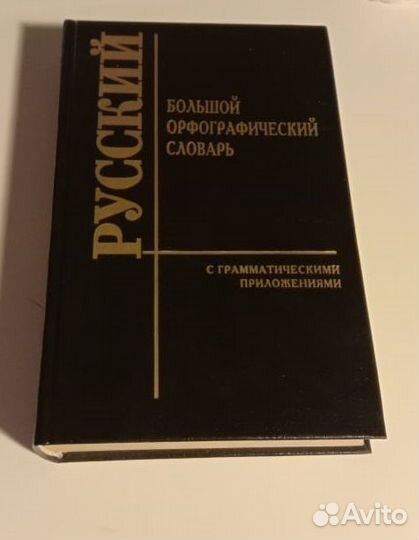 РУССКИЙ
БОЛЬШОЙ
ОРФОГРАФИЧЕСКИЙ
СЛОВАРЬ
С ГРАММАТИЧЕСКИМИ
ПРИЛОЖЕНИЯМИ
Avito